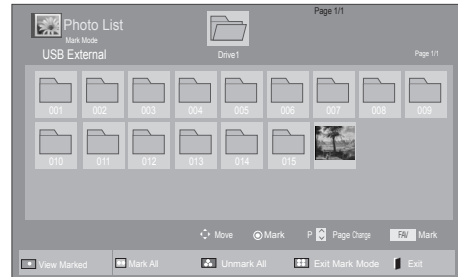 Page 1/1
Photo List
Mark Mode
USB External
Drive1
Page 1/1
001 002 003 004 005 006 007 008 009
010 011 012 013 014 015
Move Mark P Page Change FAV Mark
View Marked Mark All Unmark All Exit Mark Mode Exit